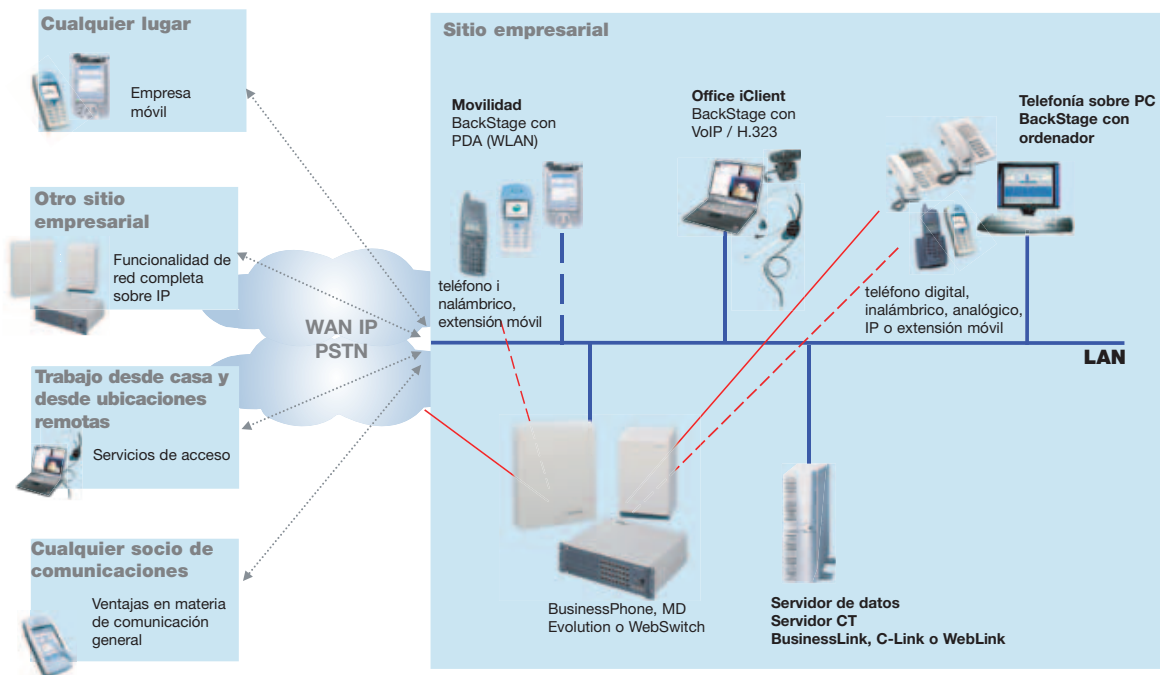 Cualquier lugar
Empresa
móvil
Otro sitio
empresarial
Funcionalidad de
red completa
sobre IP
Trabajo desde casa y
desde ubicaciones
remotas
Servicios de acceso
Cualquier socio de
comunicaciones
Ventajas en materia
de comunicación
general
WAN IP
PSTN
Sitio empresarial
Movilidad
BackStage con
PDA (WLAN)
teléfono i
nalámbrico,
extensión móvil
Office iClient
BackStage con
VoIP / H.323
Telefonía sobre PC
BackStage con
ordenador
teléfono digital,
inalámbrico, analógico,
IP o extensión móvil
LAN
BusinessPhone, MD
Evolution o WebSwitch
Servidor de datos
Servidor CT
BusinessLink, C-Link o WebLink